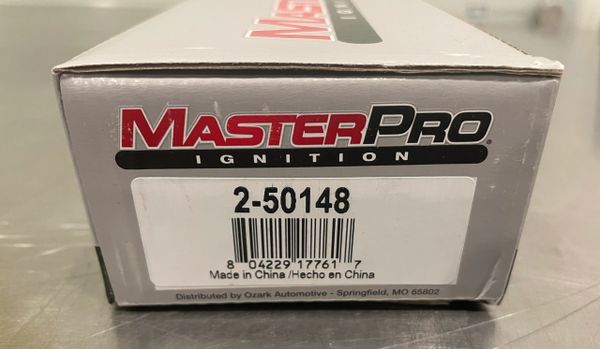 MASTERPRO
IGNITION
2-50148
8 04229 17761 7
Made in China /Hecho en China
Distributed by Ozark Automotive - Springfield, MO 65802